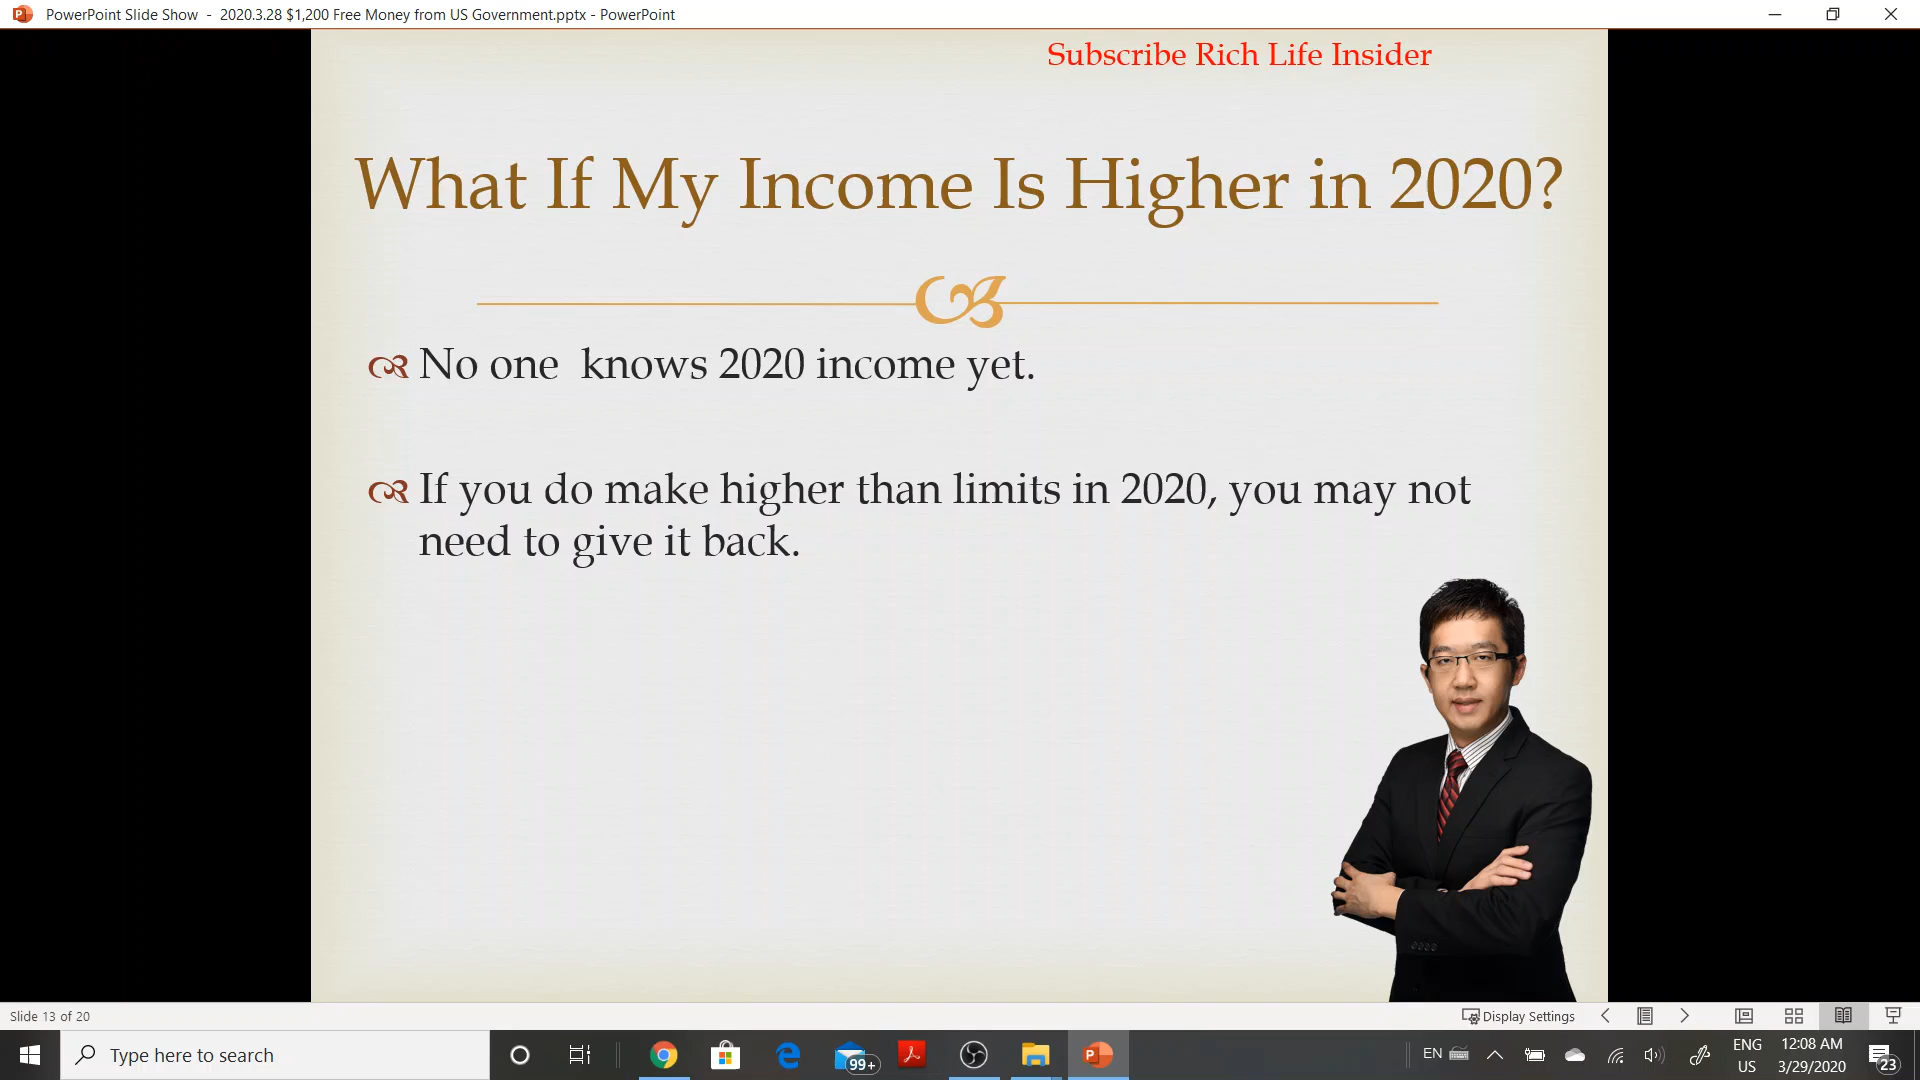 PowerPoint Slide Show - 2020.3.28 $1,200 Free Money from US Government.pptx - PowerPoint
Subscribe Rich Life Insider
What If My Income Is Higher in 2020?
No one  knows 2020 income yet.
If you do make higher than limits in 2020, you may not
need to give it back.
Slide 13 of 20
Display Settings
Type here to search
99+
EN
ENG
US
12:08 AM
3/29/2020
23